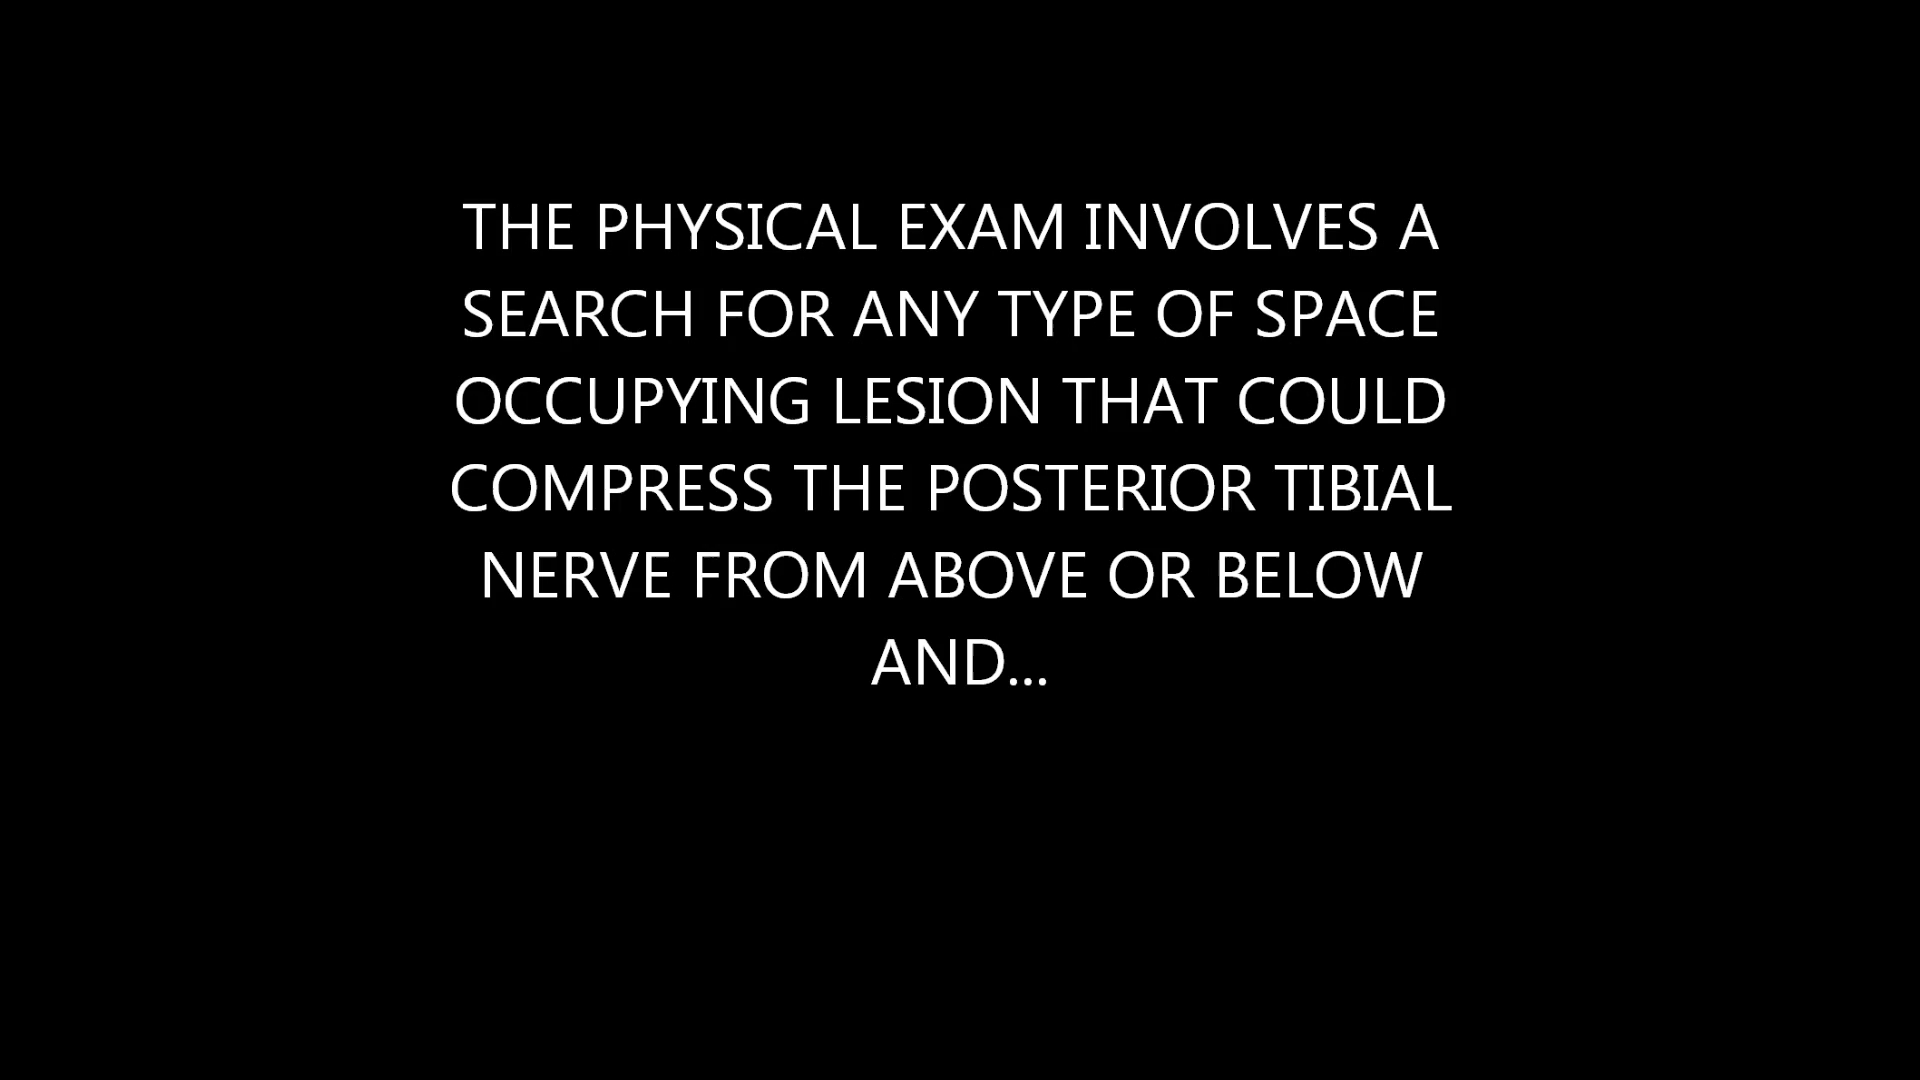 THE PHYSICAL EXAM INVOLVES A
SEARCH FOR ANY TYPE OF SPACE
OCCUPYING LESION THAT COULD
COMPRESS THE POSTERIOR TIBIAL
NERVE FROM ABOVE OR BELOW
AND...